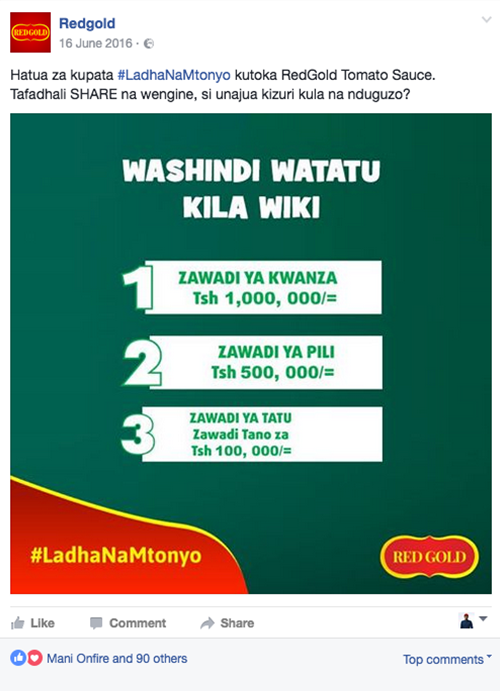 RED GOLD
Redgold
16 June 2016 ·
Hatua za kupata #LadhaNaMtonyo kutoka RedGold Tomato Sauce.
Tafadhali SHARE na wengine, si unajua kizuri kula na nduguzo?
WASHINDI WATATU
KILA WIKI
1 ZAWADI YA KWANZA
Tsh 1,000, 000/=
2 ZAWADI YA PILI
Tsh 500, 000/=
3 ZAWADI YA TATU
Zawadi Tano za
Tsh 100, 000/=
#LadhaNaMtonyo
RED GOLD
Like Comment Share
Mani Onfire and 90 others Top comments